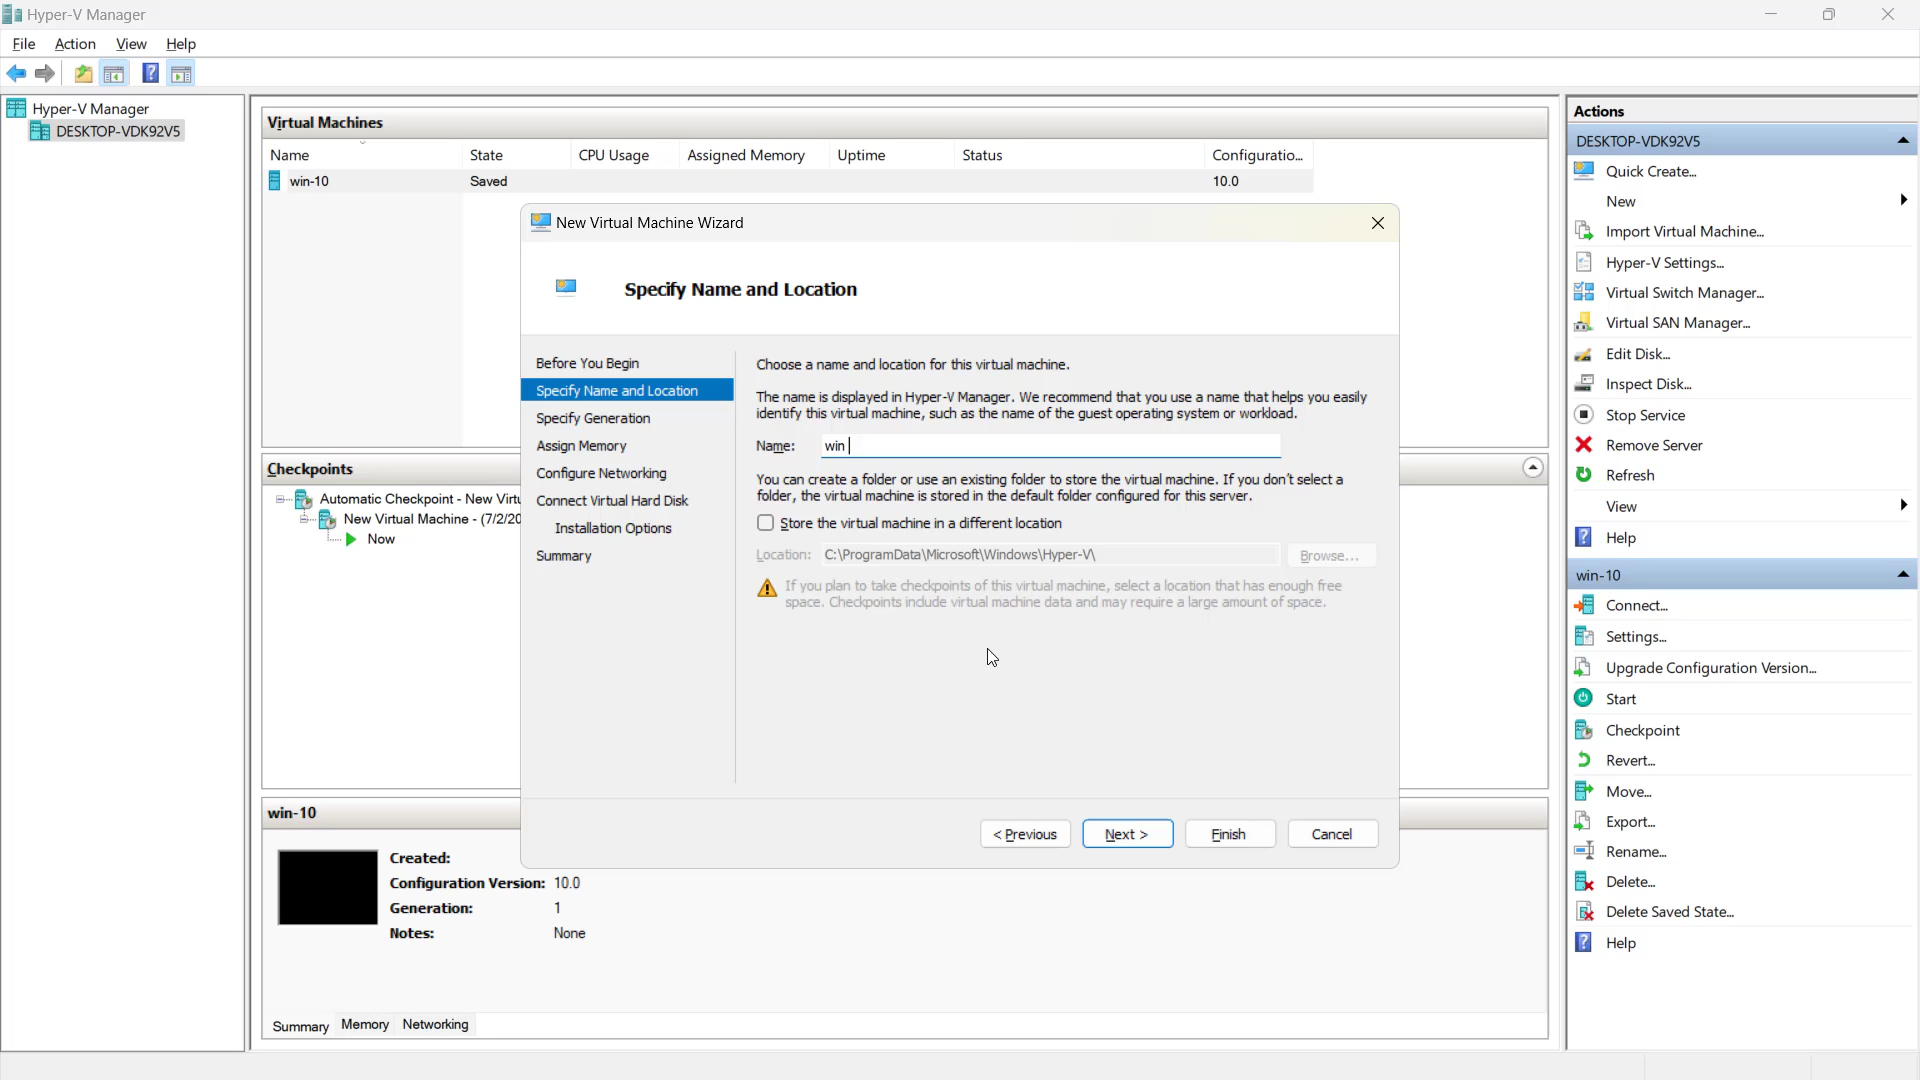 Hyper-V Manager
File Action View Help
Hyper-V Manager
DESKTOP-VDK92V5
Virtual Machines
Name State CPU Usage Assigned Memory Uptime Status Configuratio...
win-10 Saved 10.0
New Virtual Machine Wizard
Specify Name and Location
Before You Begin
Specify Name and Location
Specify Generation
Assign Memory
Configure Networking
Connect Virtual Hard Disk
Installation Options
Summary
Choose a name and location for this virtual machine.
The name is displayed in Hyper-V Manager. We recommend that you use a name that helps you easily
identify this virtual machine, such as the name of the guest operating system or workload.
Name: win
You can create a folder or use an existing folder to store the virtual machine. If you don't select a
folder, the virtual machine is stored in the default folder configured for this server.
Store the virtual machine in a different location
Location: C:\ProgramData\Microsoft\Windows\Hyper-V\ Browse...
If you plan to take checkpoints of this virtual machine, select a location that has enough free
space. Checkpoints include virtual machine data and may require a large amount of space.
< Previous Next > Finish Cancel
Checkpoints
Automatic Checkpoint - New Virtu
New Virtual Machine - (7/2/20
Now
win-10
Created:
Configuration Version: 10.0
Generation: 1
Notes: None
Summary Memory Networking
Actions
DESKTOP-VDK92V5
Quick Create...
New
Import Virtual Machine...
Hyper-V Settings...
Virtual Switch Manager...
Virtual SAN Manager...
Edit Disk...
Inspect Disk...
Stop Service
Remove Server
Refresh
View
Help
win-10
Connect...
Settings...
Upgrade Configuration Version...
Start
Checkpoint
Revert...
Move...
Export...
Rename...
Delete...
Delete Saved State...
Help